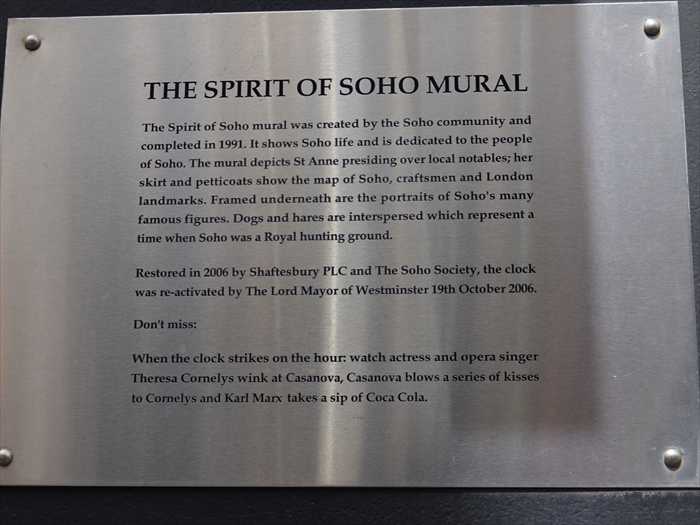 THE SPIRIT OF SOHO MURAL
The Spirit of Soho mural was created by the Soho community and
completed in 1991. It shows Soho life and is dedicated to the people
of Soho. The mural depicts St Anne presiding over local notables; her
skirt and petticoats show the map of Soho, craftsmen and London
landmarks. Framed underneath are the portraits of Soho's many
famous figures. Dogs and hares are interspersed which represent a
time when Soho was a Royal hunting ground.
Restored in 2006 by Shaftesbury PLC and The Soho Society, the clock
was re-activated by The Lord Mayor of Westminster 19th October 2006.
Don't miss:
When the clock strikes on the hour: watch actress and opera singer
Theresa Cornelys wink at Casanova, Casanova blows a series of kisses
to Cornelys and Karl Marx takes a sip of Coca Cola.